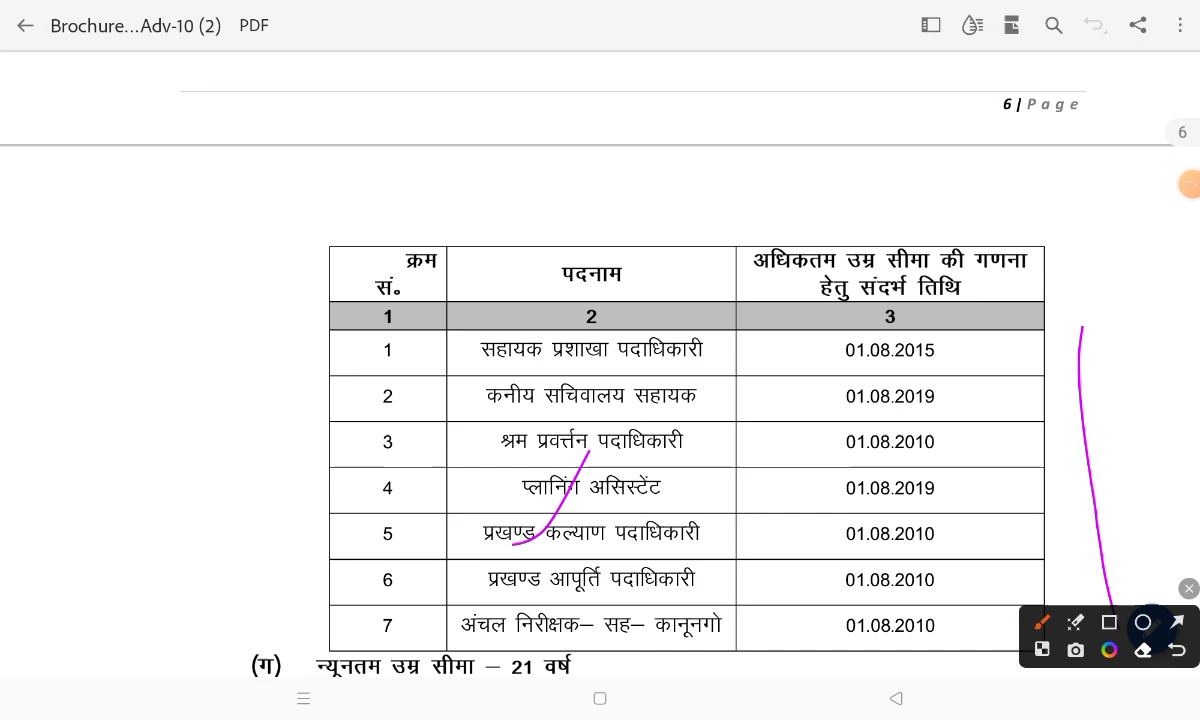 Brochure...Adv-10 (2) PDF
6 | P a g e
6
क्रम सं॰ पदनाम अधिकतम उम्र सीमा की गणना हेतु संदर्भ तिथि
1 2 3
1 सहायक प्रशाखा पदाधिकारी 01.08.2015
2 कनीय सचिवालय सहायक 01.08.2019
3 श्रम प्रवर्त्तन पदाधिकारी 01.08.2010
4 प्लानिंग असिस्टेंट 01.08.2019
5 प्रखण्ड कल्याण पदाधिकारी 01.08.2010
6 प्रखण्ड आपूर्ति पदाधिकारी 01.08.2010
7 अंचल निरीक्षक– सह– कानूनगो 01.08.2010
(ग) न्यूनतम उम्र सीमा – 21 वर्ष